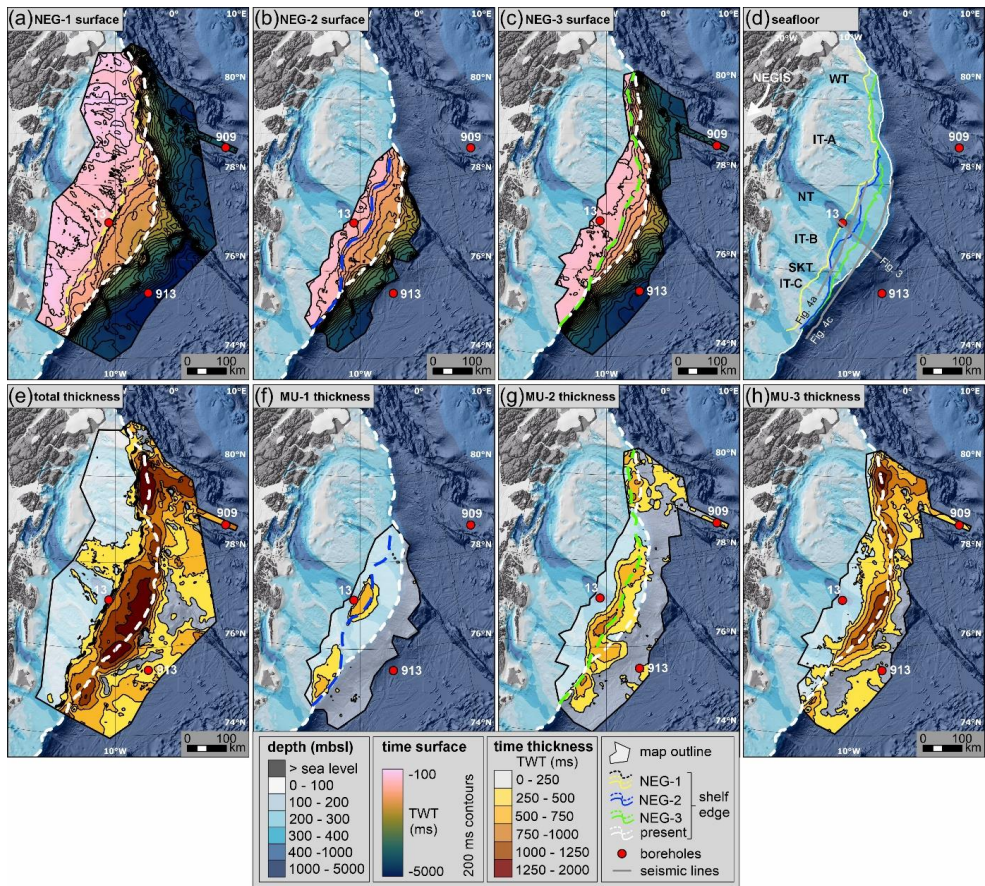 (a) NEG-1 surface
0°
10°E
80°N
909
78°N
76°N
913
74°N
10°W
0 100
km
(b) NEG-2 surface
0°
10°E
80°N
909
78°N
13
76°N
913
74°N
10°W
0 100
km
(c) NEG-3 surface
0°
10°E
80°N
909
78°N
13
76°N
913
74°N
10°W
0 100
km
(d) seafloor
10°W
0°
10°E
80°N
WT
NEGIS
909
IT-A
78°N
NT
13
IT-B
76°N
Fig. 3
SKT
IT-C
913
Fig. 4a
Fig. 4c
74°N
10°W
0 100
km
(e) total thickness
0°
10°E
80°N
909
78°N
13
76°N
913
74°N
10°W
0 100
km
(f) MU-1 thickness
0°
10°E
80°N
909
78°N
13
76°N
913
74°N
(g) MU-2 thickness
0°
10°E
80°N
909
78°N
13
76°N
913
74°N
(h) MU-3 thickness
0°
10°E
80°N
909
78°N
13
76°N
913
74°N
10°W
0 100
km
depth (mbsl)
> sea level
0 - 100
100 - 200
200 - 300
300 - 400
400 -1000
1000 - 5000
time surface
-100
TWT
(ms)
-5000
200 ms contours
time thickness
TWT (ms)
0 - 250
250 - 500
500 - 750
750 -1000
1000 - 1250
1250 - 2000
map outline
NEG-1
NEG-2
NEG-3
present
shelf
edge
boreholes
seismic lines